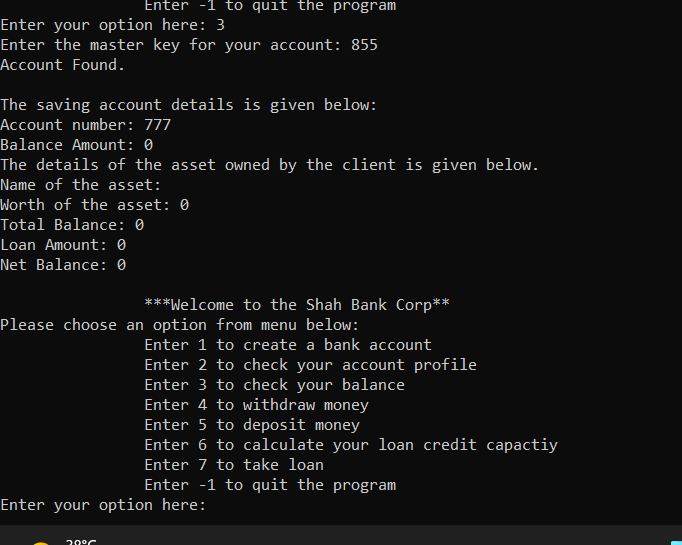 Enter -1 to quit the program
Enter your option here: 3
Enter the master key for your account: 855
Account Found.
The saving account details is given below:
Account number: 777
Balance Amount: 0
The details of the asset owned by the client is given below.
Name of the asset:
Worth of the asset: 0
Total Balance: 0
Loan Amount: 0
Net Balance: 0
***Welcome to the Shah Bank Corp**
Please choose an option from menu below:
Enter 1 to create a bank account
Enter 2 to check your account profile
Enter 3 to check your balance
Enter 4 to withdraw money
Enter 5 to deposit money
Enter 6 to calculate your loan credit capactiy
Enter 7 to take loan
Enter -1 to quit the program
Enter your option here: